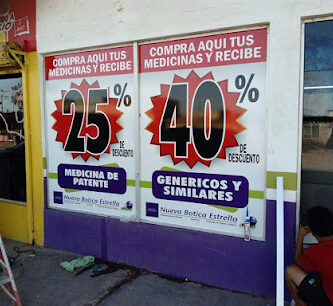 COMPRA AQUI TUS
MEDICINAS Y RECIBE
25%
DE
DESCUENTO
MEDICINA DE
PATENTE
Nueva Botica Estrella
COMPRA AQUI TUS
MEDICINAS Y RECIBE
40%
DE
DESCUENTO
GENERICOS Y
SIMILARES
Nueva Botica Estrella